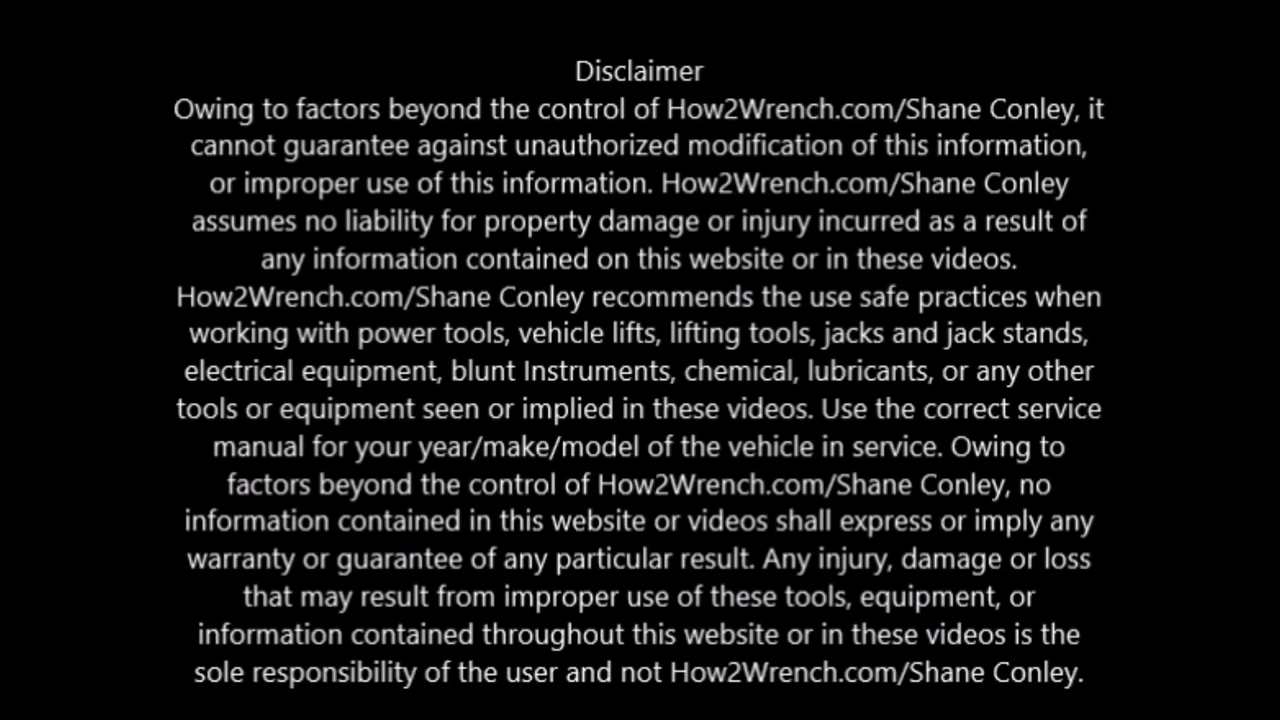 Disclaimer
Owing to factors beyond the control of How2Wrench.com/Shane Conley, it
cannot guarantee against unauthorized modification of this information,
or improper use of this information. How2Wrench.com/Shane Conley
assumes no liability for property damage or injury incurred as a result of
any information contained on this website or in these videos.
How2Wrench.com/Shane Conley recommends the use safe practices when
working with power tools, vehicle lifts, lifting tools, jacks and jack stands,
electrical equipment, blunt Instruments, chemical, lubricants, or any other
tools or equipment seen or implied in these videos. Use the correct service
manual for your year/make/model of the vehicle in service. Owing to
factors beyond the control of How2Wrench.com/Shane Conley, no
information contained in this website or videos shall express or imply any
warranty or guarantee of any particular result. Any injury, damage or loss
that may result from improper use of these tools, equipment, or
information contained throughout this website or in these videos is the
sole responsibility of the user and not How2Wrench.com/Shane Conley.